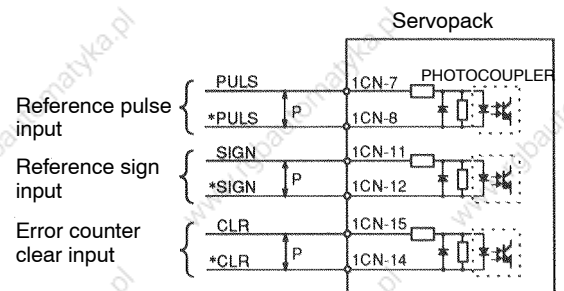 Servopack
PHOTOCOUPLER
Reference pulse
input
PULS
P
*PULS
1CN-7
1CN-8
Reference sign
input
SIGN
P
*SIGN
1CN-11
1CN-12
Error counter
clear input
CLR
P
*CLR
1CN-15
1CN-14